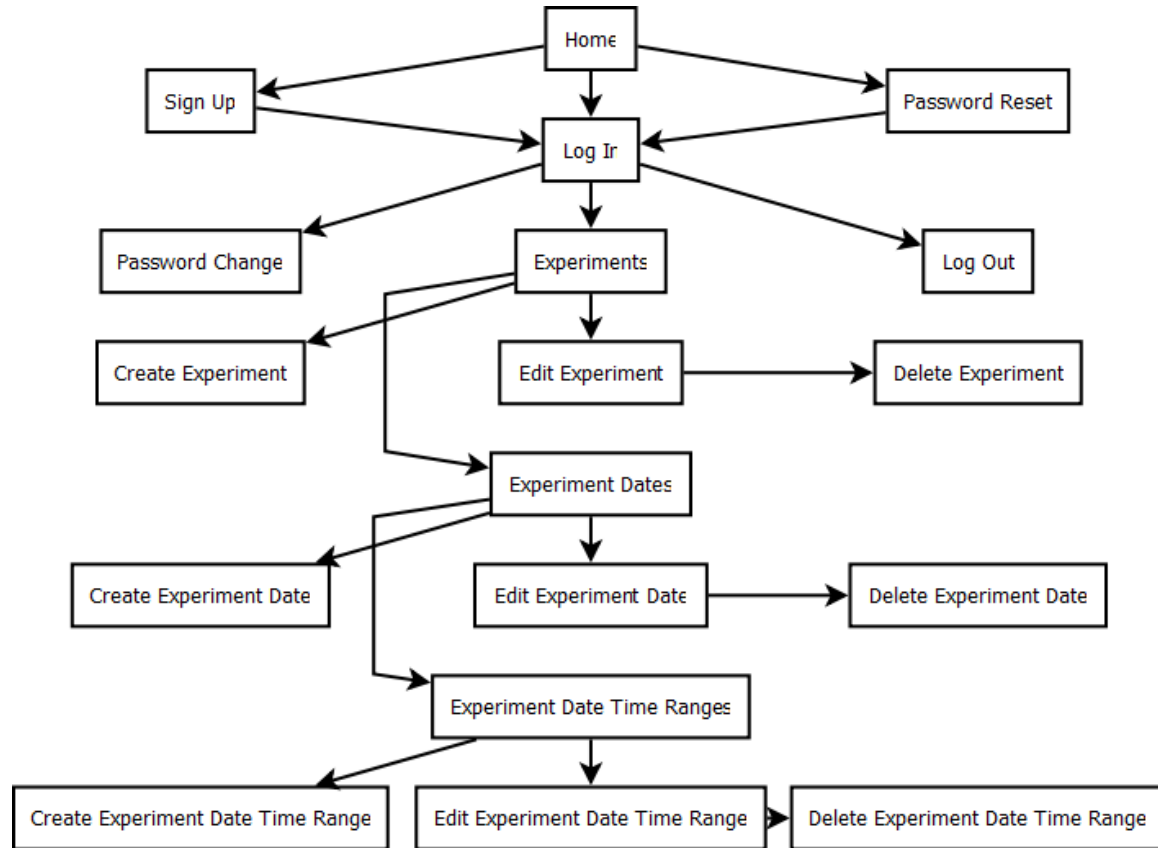 Home
Sign Up
Password Reset
Log In
Password Change
Experiments
Log Out
Create Experiment
Edit Experiment
Delete Experiment
Experiment Dates
Create Experiment Date
Edit Experiment Date
Delete Experiment Date
Experiment Date Time Ranges
Create Experiment Date Time Range
Edit Experiment Date Time Range
Delete Experiment Date Time Range